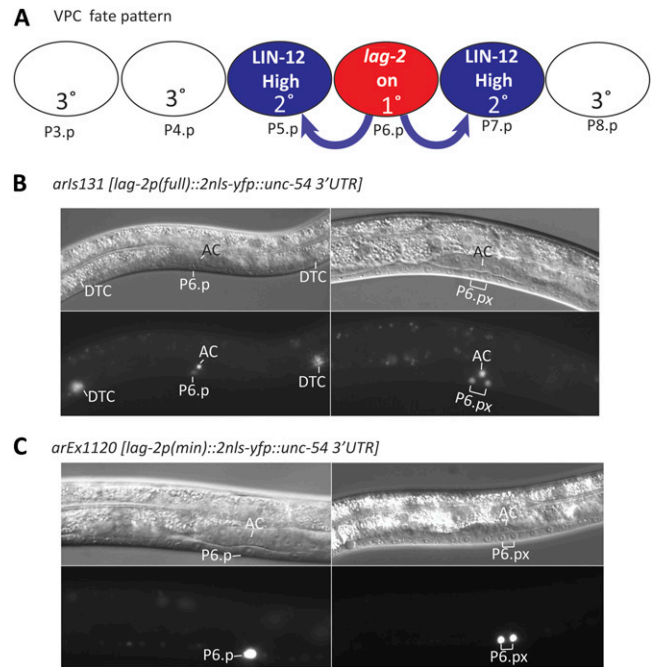 A VPC fate pattern
LIN-12 High 2°
lag-2 on 1°
LIN-12 High 2°
3° 3° 3°
P3.p P4.p P5.p P6.p P7.p P8.p
B arIs131 [lag-2p(full)::2nls-yfp::unc-54 3’UTR]
AC
DTC P6.p DTC
AC
P6.px
AC
DTC P6.p DTC
AC
P6.px
C arEx1120 [lag-2p(min)::2nls-yfp::unc-54 3’UTR]
AC
P6.p
AC
P6.px
P6.p
P6.px